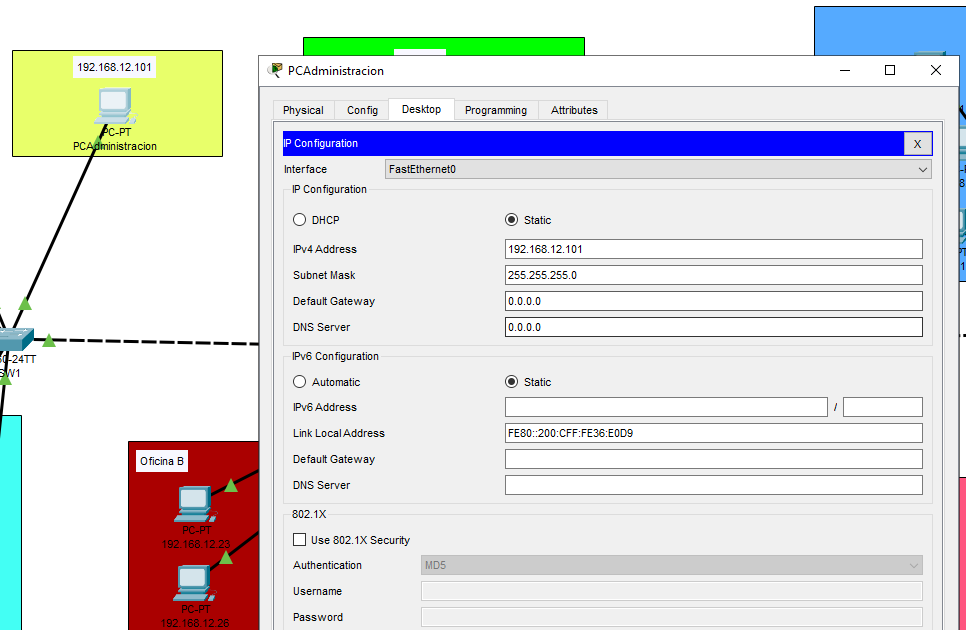 192.168.12.101
PC-PT
PCAdministracion
SW1
Oficina B
PC-PT
192.168.12.23
PC-PT
192.168.12.26
PCAdministracion
Physical Config Desktop Programming Attributes
IP Configuration X
Interface FastEthernet0
IP Configuration
DHCP Static
IPv4 Address 192.168.12.101
Subnet Mask 255.255.255.0
Default Gateway 0.0.0.0
DNS Server 0.0.0.0
IPv6 Configuration
Automatic Static
IPv6 Address /
Link Local Address FE80::200:CFF:FE36:E0D9
Default Gateway
DNS Server
802.1X
Use 802.1X Security
Authentication MD5
Username
Password